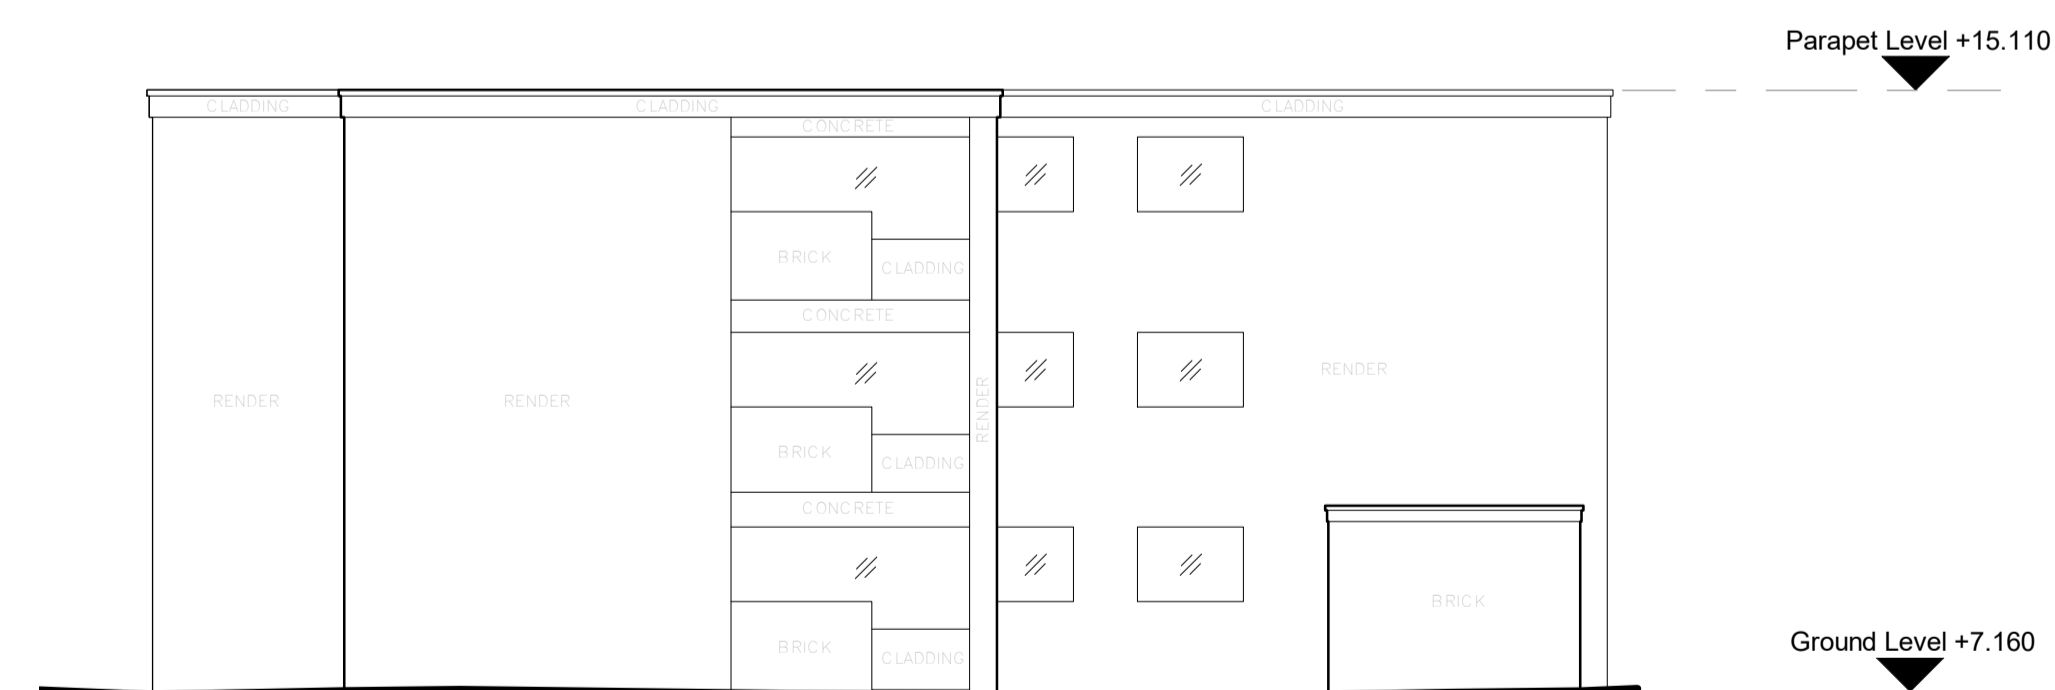 Parapet Level +15.110
CLADDING
CLADDING
CLADDING
CONCRETE
BRICK
CLADDING
CONCRETE
RENDER
RENDER
RENDER
RENDER
BRICK
CLADDING
CONCRETE
BRICK
BRICK
CLADDING
Ground Level +7.160